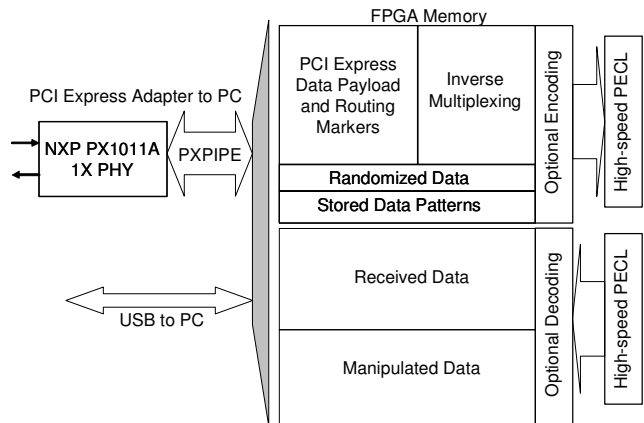 FPGA Memory
PCI Express Adapter to PC
NXP PX1011A
1X PHY
PXPIPE
PCI Express
Data Payload
and Routing
Markers
Inverse
Multiplexing
Randomized Data
Stored Data Patterns
Optional Encoding
High-speed PECL
USB to PC
Received Data
Manipulated Data
Optional Decoding
High-speed PECL